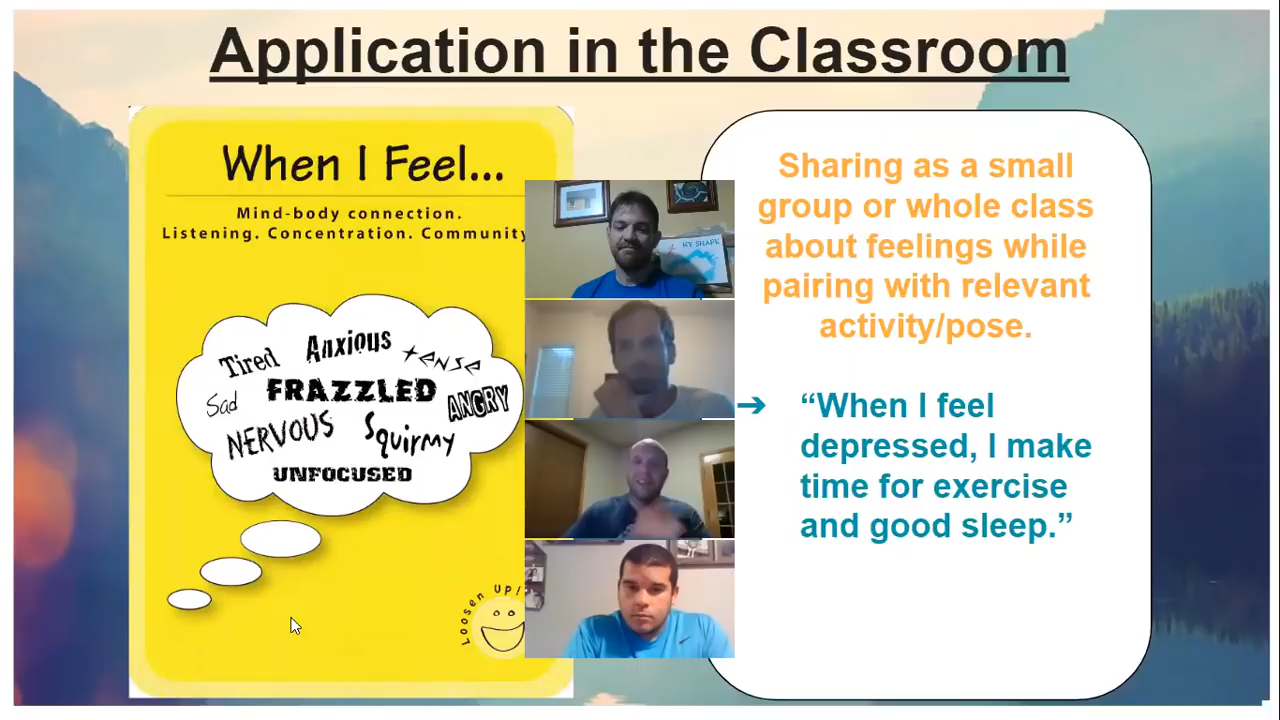 Application in the Classroom
When I Feel...
Mind-body connection.
Listening. Concentration. Community
Tired Anxious tense
Sad FRAZZLED ANGRY
NERVOUS Squirmy
UNFOCUSED
Loosen Up!
KY SHAPE
Sharing as a small
group or whole class
about feelings while
pairing with relevant
activity/pose.
➔ “When I feel
depressed, I make
time for exercise
and good sleep.”